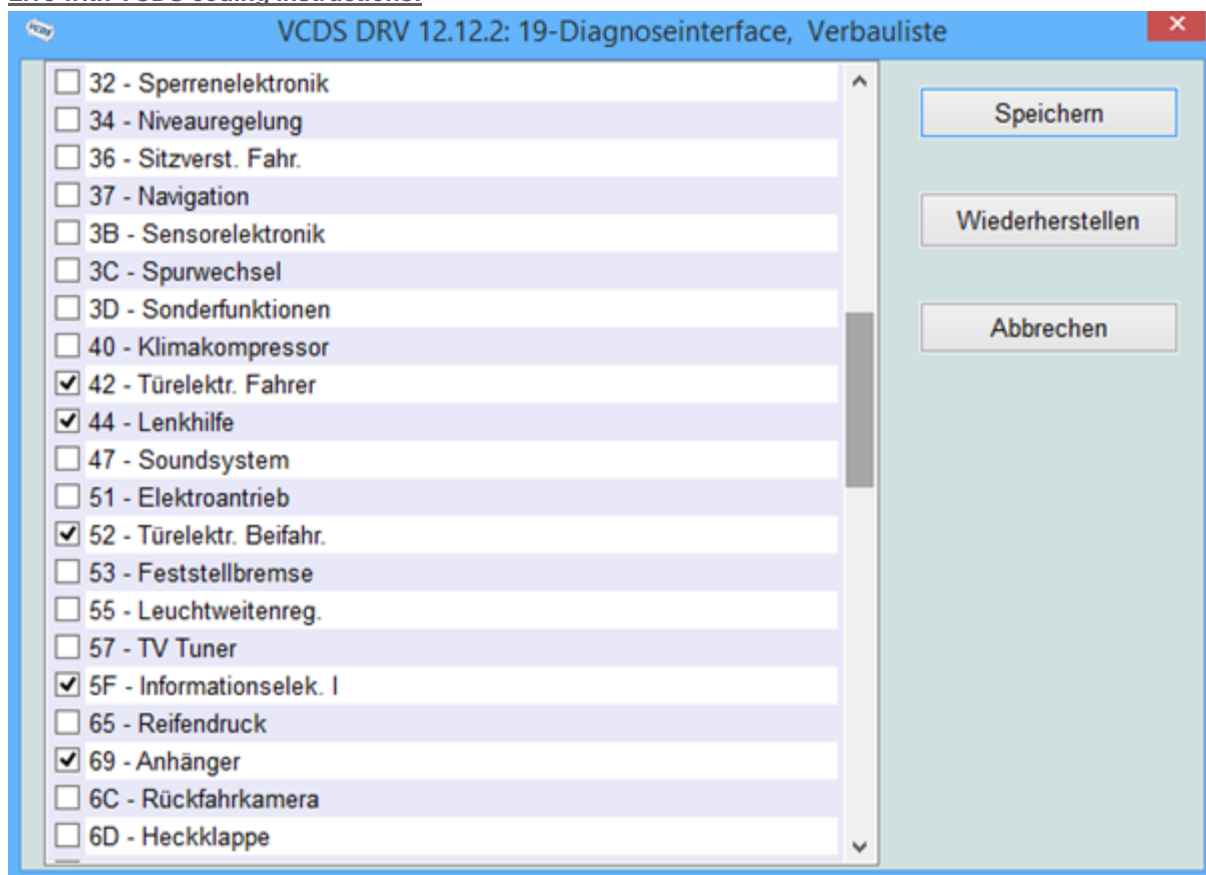 VCDS
VCDS DRV 12.12.2: 19-Diagnoseinterface, Verbauliste
32 - Sperrenelektronik
34 - Niveauregelung
36 - Sitzverst. Fahr.
37 - Navigation
3B - Sensorelektronik
3C - Spurwechsel
3D - Sonderfunktionen
40 - Klimakompressor
42 - Türelektr. Fahrer
44 - Lenkhilfe
47 - Soundsystem
51 - Elektroantrieb
52 - Türelektr. Beifahr.
53 - Feststellbremse
55 - Leuchtweitenreg.
57 - TV Tuner
5F - Informationselek. I
65 - Reifendruck
69 - Anhänger
6C - Rückfahrkamera
6D - Heckklappe
Speichern
Wiederherstellen
Abbrechen